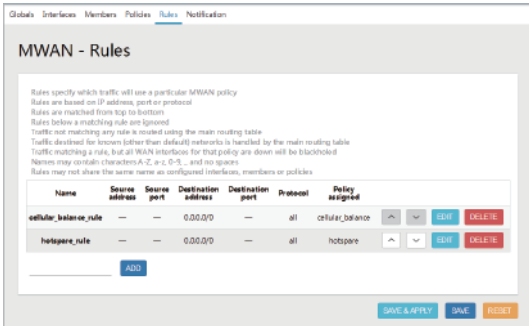 Globals Interfaces Members Policies Rules Notification
MWAN - Rules
Rules specify which traffic will use a particular MWAN policy
Rules are based on IP address, port or protocol
Rules are matched from top to bottom
Rules below a matching rule are ignored
Traffic not matching any rule is routed using the main routing table
Traffic destined for known (other than default) networks is handled by the main routing table
Traffic matching a rule, but all WAN interfaces for that policy are down will be blackholed
Names may contain characters A-Z, a-z, 0-9, _ and no spaces
Rules may not share the same name as configured interfaces, members or policies
Name Source address Source port Destination address Destination port Protocol Policy assigned
cellular_balance_rule — — 0.0.0.0/0 — all cellular_balance EDIT DELETE
hotspare_rule — — 0.0.0.0/0 — all hotspare EDIT DELETE
ADD
SAVE & APPLY SAVE RESET